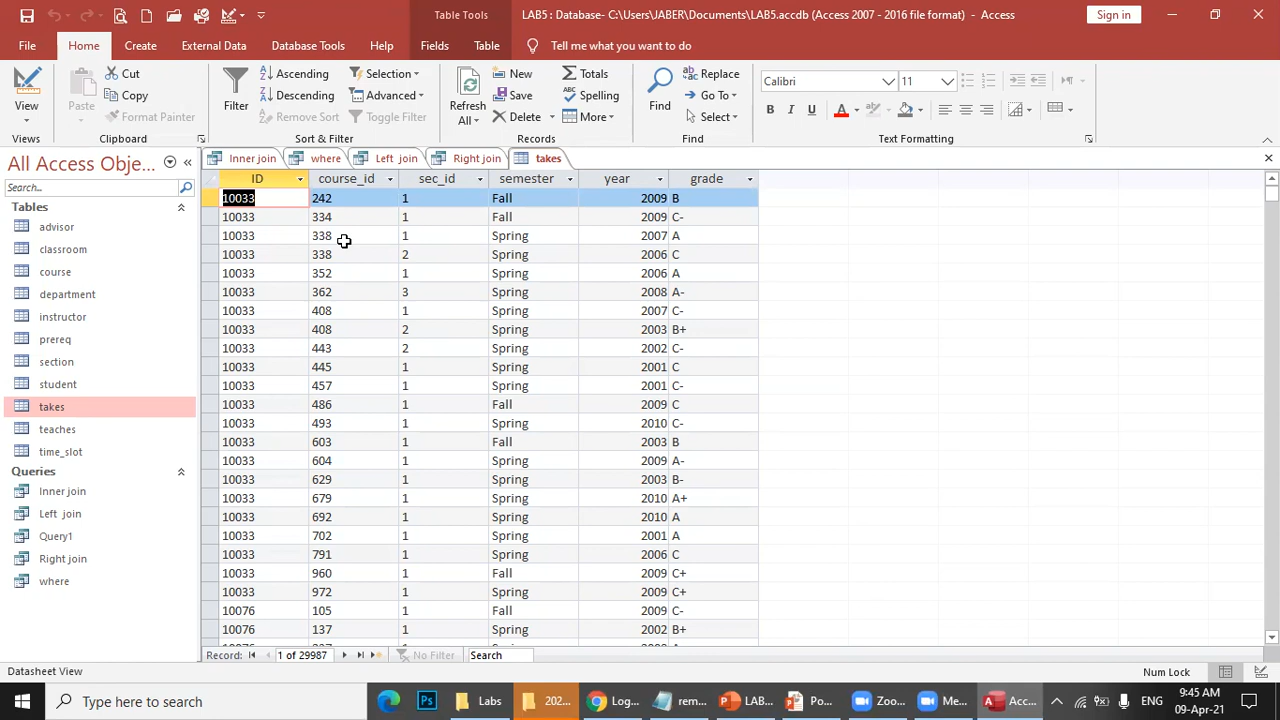 Table Tools
LAB5 : Database- C:\Users\JABER\Documents\LAB5.accdb (Access 2007 - 2016 file format) - Access
Sign in
File Home Create External Data Database Tools Help Fields Table Tell me what you want to do
View
Views
Paste
Cut
Copy
Format Painter
Clipboard
Filter
Ascending
Descending
Remove Sort
Selection
Advanced
Toggle Filter
Sort & Filter
Refresh
All
New
Save
Delete
Totals
Spelling
More
Records
Find
Replace
Go To
Select
Find
Calibri
11
B I U A
Text Formatting
All Access Obje...
Search...
Tables
advisor
classroom
course
department
instructor
prereq
section
student
takes
teaches
time_slot
Queries
Inner join
Left join
Query1
Right join
where
Inner join where Left join Right join takes
ID course_id sec_id semester year grade
10033 242 1 Fall 2009 B
10033 334 1 Fall 2009 C-
10033 338 1 Spring 2007 A
10033 338 2 Spring 2006 C
10033 352 1 Spring 2006 A
10033 362 3 Spring 2008 A-
10033 408 1 Spring 2007 C-
10033 408 2 Spring 2003 B+
10033 443 2 Spring 2002 C-
10033 445 1 Spring 2001 C
10033 457 1 Spring 2001 C-
10033 486 1 Fall 2009 C
10033 493 1 Spring 2010 C-
10033 603 1 Fall 2003 B
10033 604 1 Spring 2009 A-
10033 629 1 Spring 2003 B-
10033 679 1 Spring 2010 A+
10033 692 1 Spring 2010 A
10033 702 1 Spring 2001 A
10033 791 1 Spring 2006 C
10033 960 1 Fall 2009 C+
10033 972 1 Spring 2009 C+
10076 105 1 Fall 2009 C-
10076 137 1 Spring 2002 B+
Record: 1 of 29987 No Filter Search
Datasheet View
Num Lock
Type here to search
Ps
Labs
202...
Log...
rem...
LAB...
Po...
Zoo...
Me...
Acc...
ENG
9:45 AM
09-Apr-21